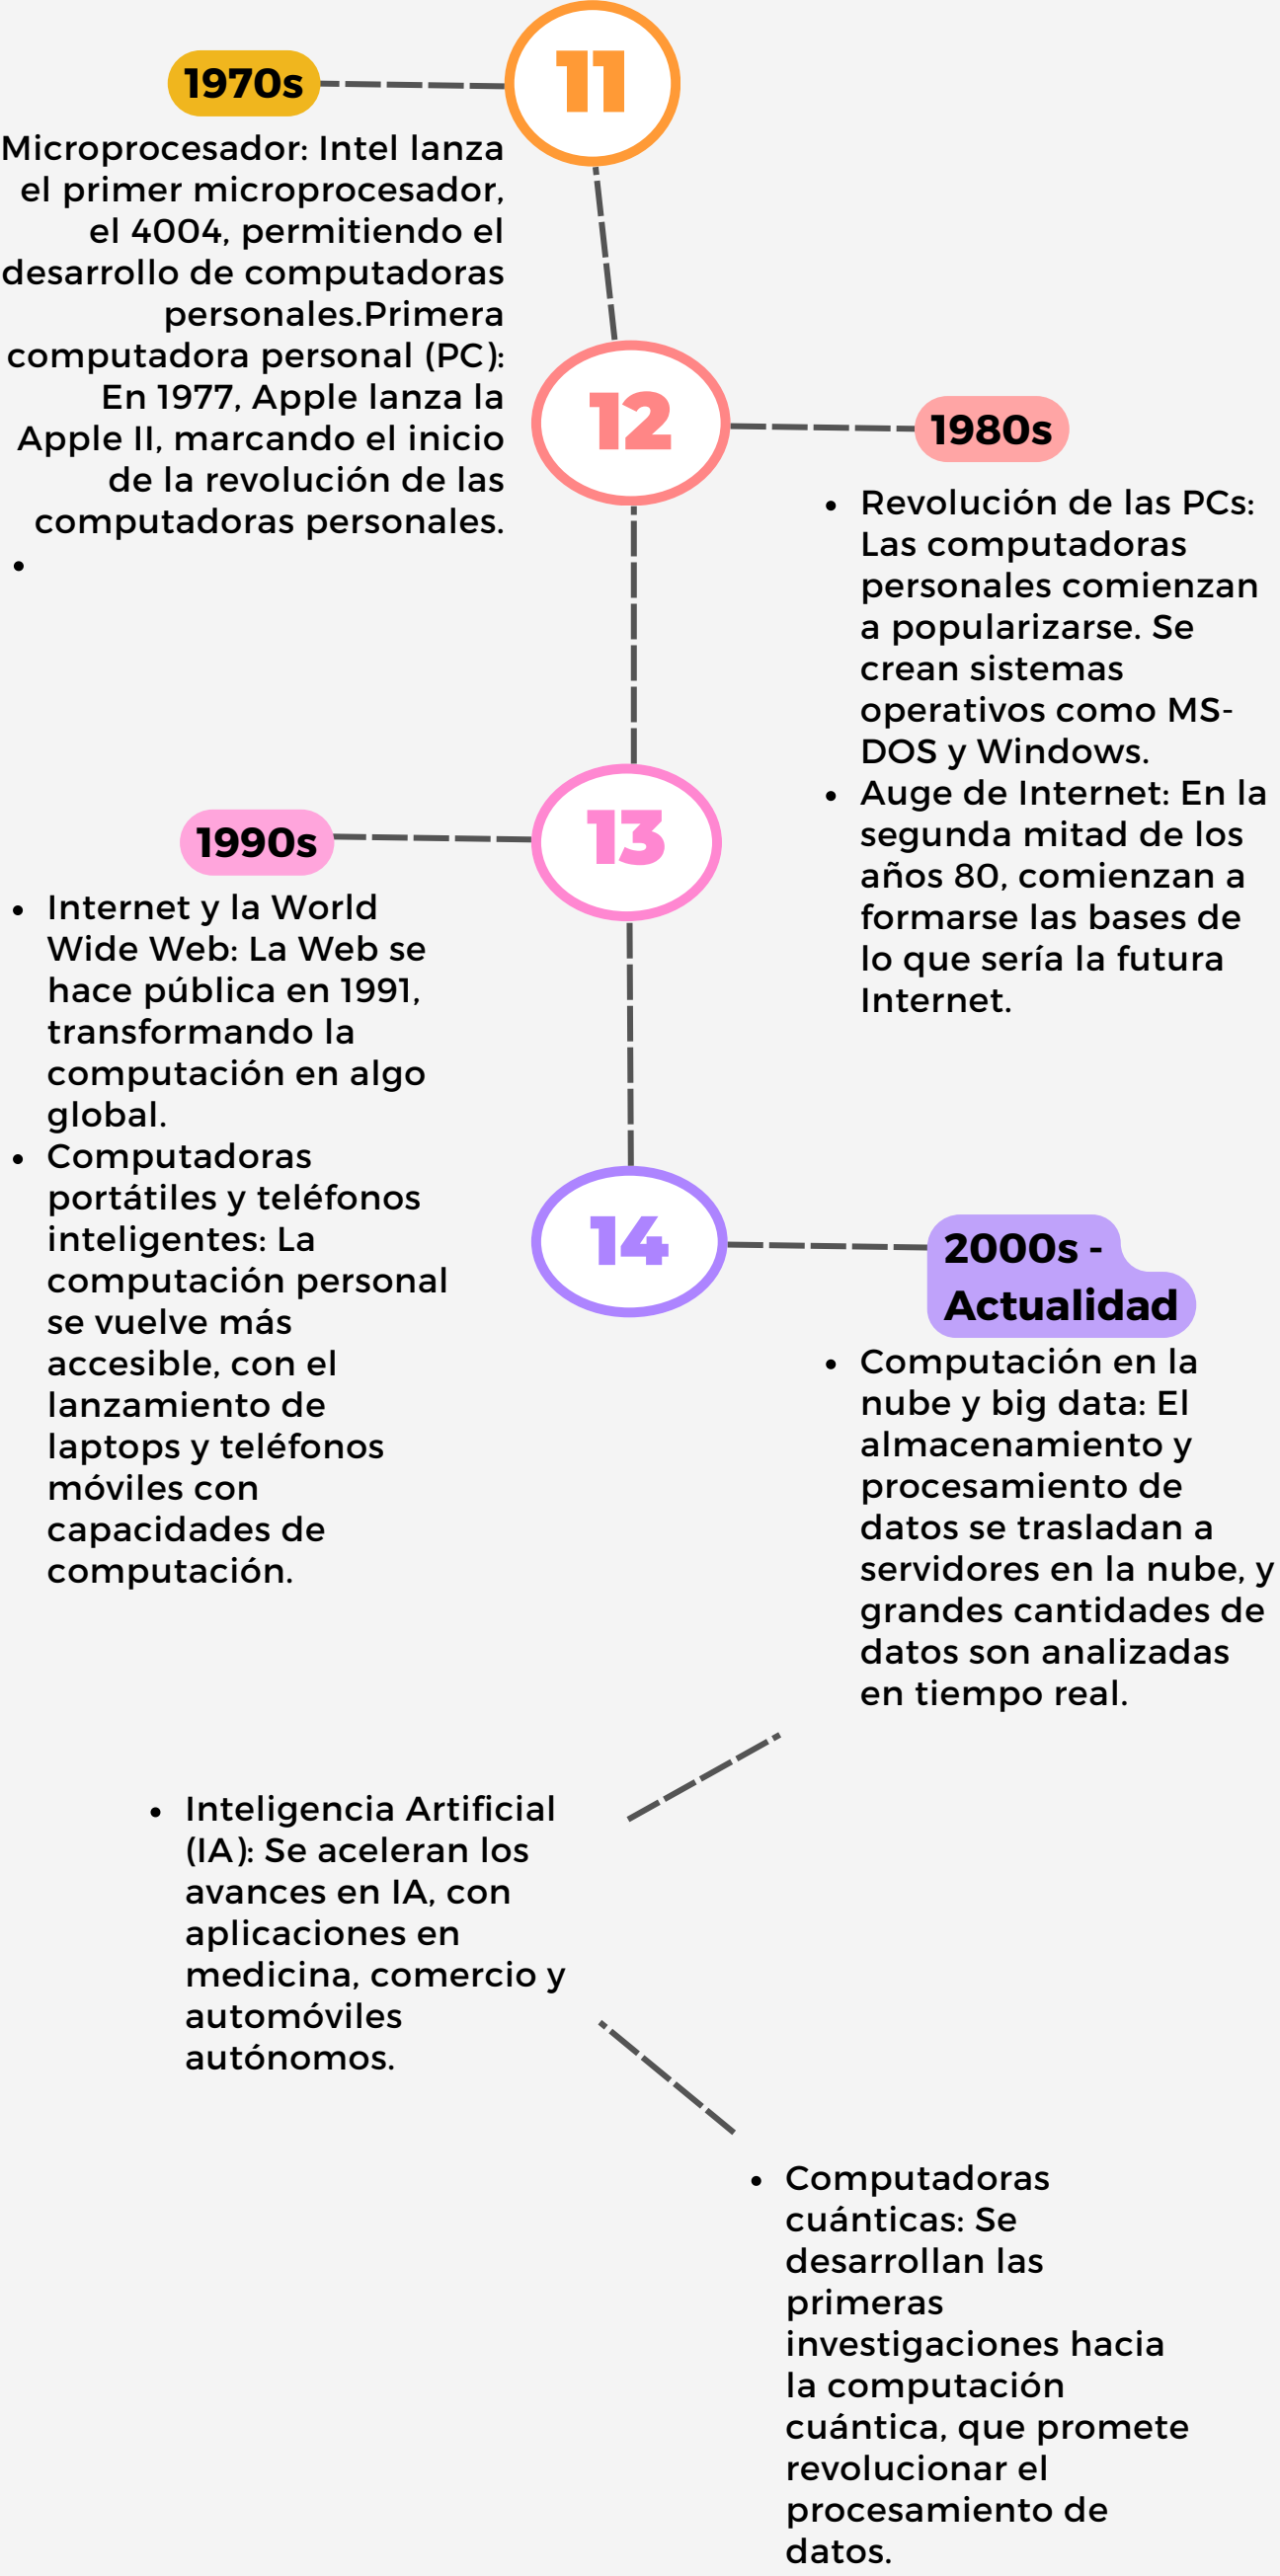 11
1970s
Microprocesador: Intel lanza
el primer microprocesador,
el 4004, permitiendo el
desarrollo de computadoras
personales.Primera
computadora personal (PC):
En 1977, Apple lanza la
Apple II, marcando el inicio
de la revolución de las
computadoras personales.
•
12
1980s
• Revolución de las PCs:
Las computadoras
personales comienzan
a popularizarse. Se
crean sistemas
operativos como MS-
DOS y Windows.
• Auge de Internet: En la
segunda mitad de los
años 80, comienzan a
formarse las bases de
lo que sería la futura
Internet.
13
1990s
• Internet y la World
Wide Web: La Web se
hace pública en 1991,
transformando la
computación en algo
global.
• Computadoras
portátiles y teléfonos
inteligentes: La
computación personal
se vuelve más
accesible, con el
lanzamiento de
laptops y teléfonos
móviles con
capacidades de
computación.
14
2000s -
Actualidad
• Computación en la
nube y big data: El
almacenamiento y
procesamiento de
datos se trasladan a
servidores en la nube, y
grandes cantidades de
datos son analizadas
en tiempo real.
• Inteligencia Artificial
(IA): Se aceleran los
avances en IA, con
aplicaciones en
medicina, comercio y
automóviles
autónomos.
• Computadoras
cuánticas: Se
desarrollan las
primeras
investigaciones hacia
la computación
cuántica, que promete
revolucionar el
procesamiento de
datos.